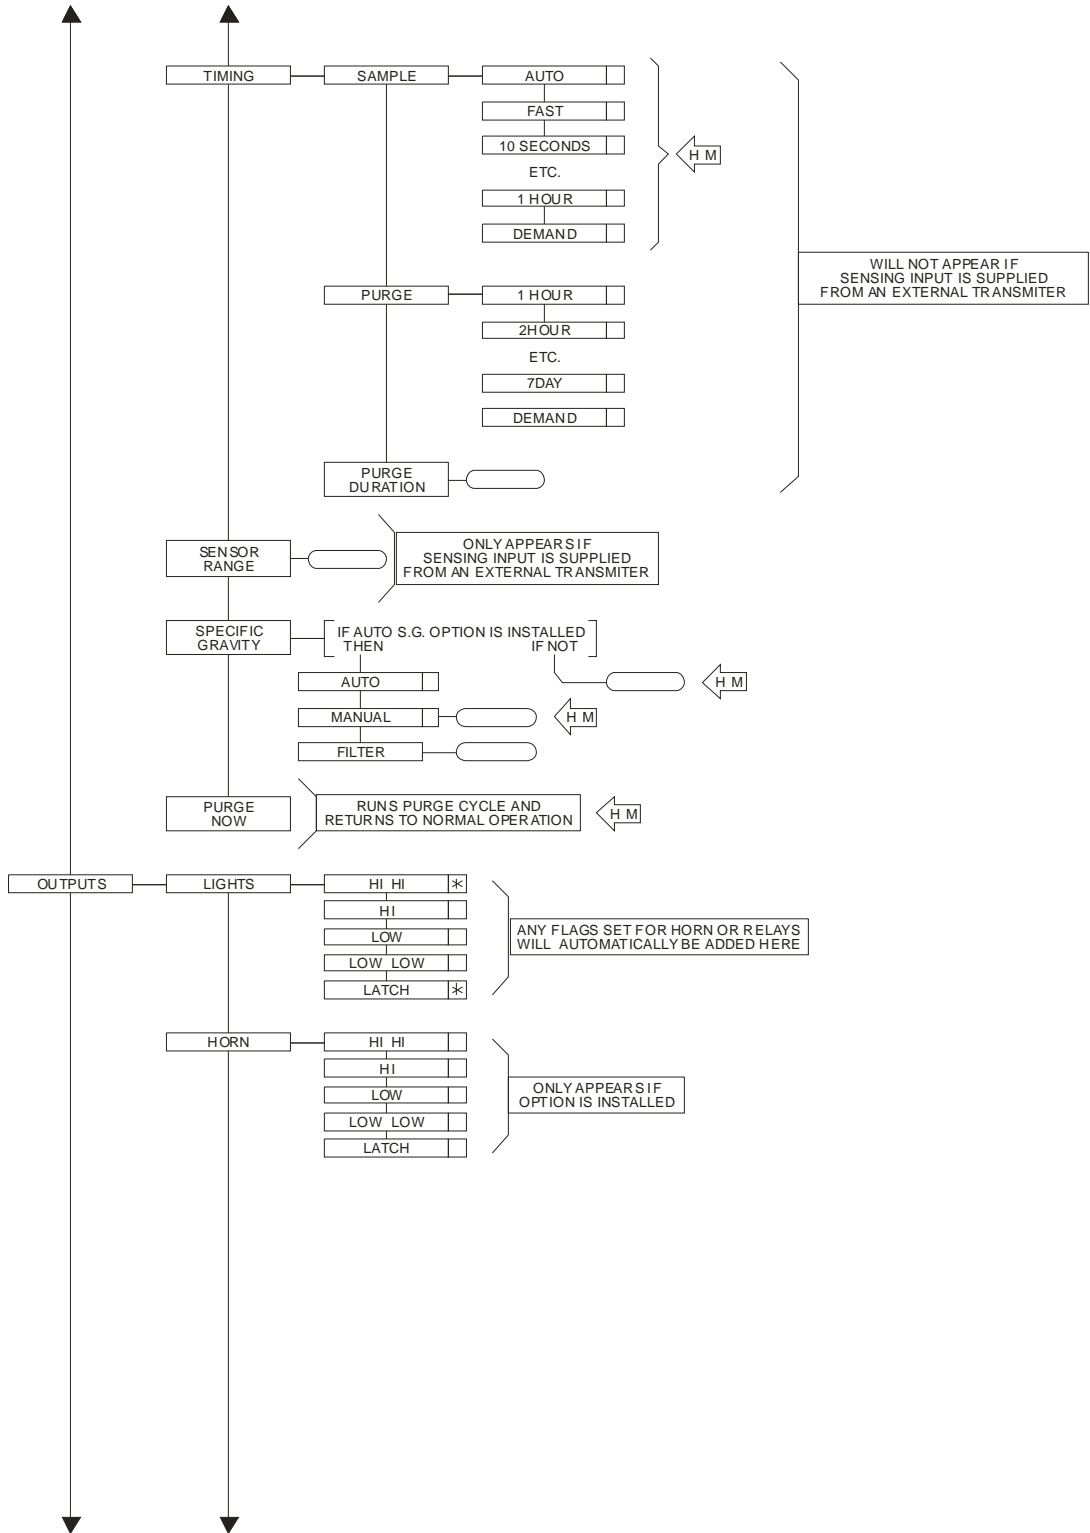 TIMING
SAMPLE
AUTO
FAST
10 SECONDS
ETC.
1 HOUR
DEMAND
H M
WILL NOT APPEAR IF
SENSING INPUT IS SUPPLIED
FROM AN EXTERNAL TRANSMITER
PURGE
1 HOUR
2HOUR
ETC.
7DAY
DEMAND
PURGE
DURATION
SENSOR
RANGE
ONLY APPEARS IF
SENSING INPUT IS SUPPLIED
FROM AN EXTERNAL TRANSMITER
SPECIFIC
GRAVITY
IF AUTO S.G. OPTION IS INSTALLED
THEN IF NOT
AUTO
H M
MANUAL
H M
FILTER
PURGE
NOW
RUNS PURGE CYCLE AND
RETURNS TO NORMAL OPERATION
H M
OUTPUTS
LIGHTS
HI HI *
HI
LOW
LOW LOW
LATCH *
ANY FLAGS SET FOR HORN OR RELAYS
WILL AUTOMATICALLY BE ADDED HERE
HORN
HI HI
HI
LOW
LOW LOW
LATCH
ONLY APPEARS IF
OPTION IS INSTALLED